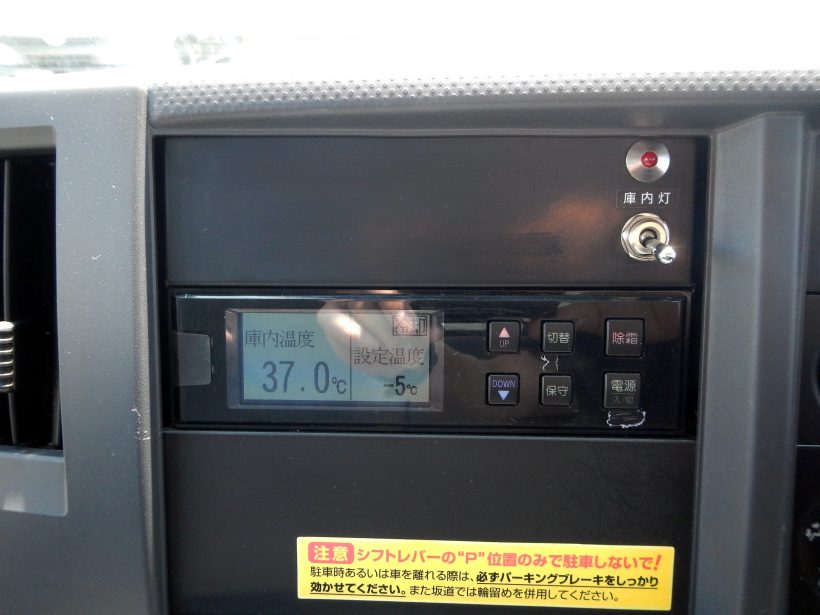 庫内灯
冷却
庫内温度
設定温度
37.0℃
-5℃
UP
切替
除霜
DOWN
保守
電源
入/切
注意 シフトレバーの“P”位置のみで駐車しないで!
駐車時あるいは車を離れる際は、必ずパーキングブレーキをしっかり
効かせてください。また坂道では輪留めを併用してください。